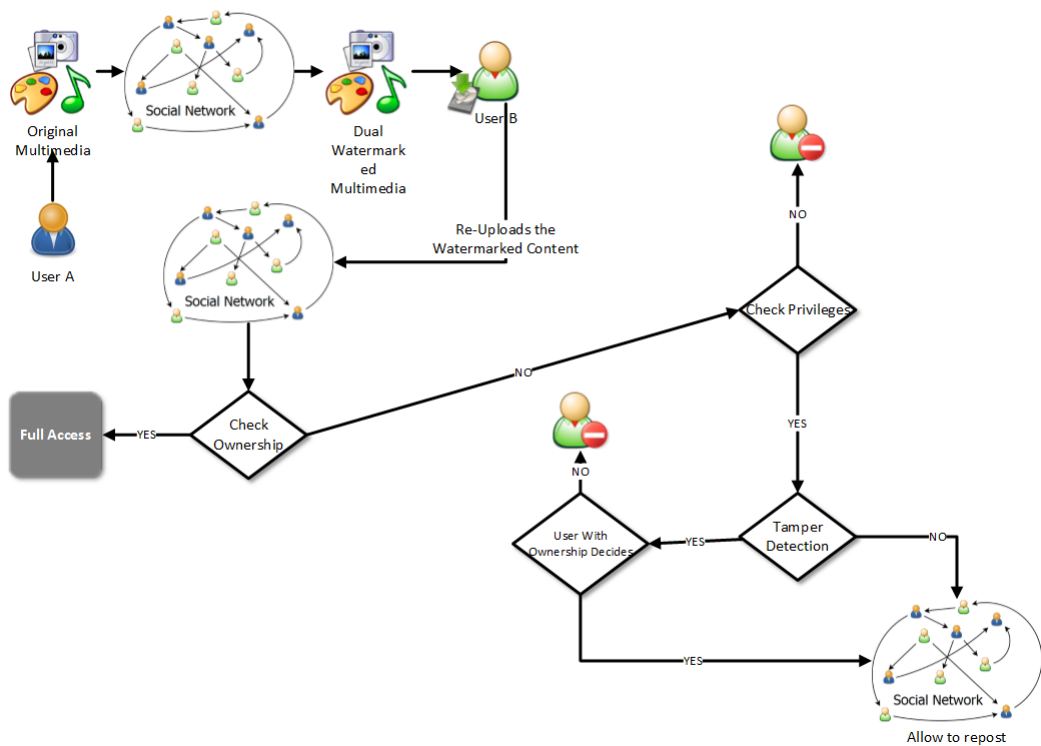 Original
Multimedia
Social Network
Dual
Watermark
ed
Multimedia
User B
User A
Re-Uploads the
Watermarked Content
Social Network
NO
Check Privileges
NO
Full Access
YES
Check
Ownership
YES
NO
User With
Ownership Decides
YES
Tamper
Detection
NO
YES
Social Network
Allow to repost